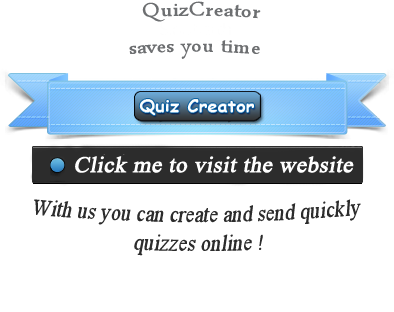 QuizCreator
saves you time
Quiz Creator
Click me to visit the website
With us you can create and send quickly
quizzes online !